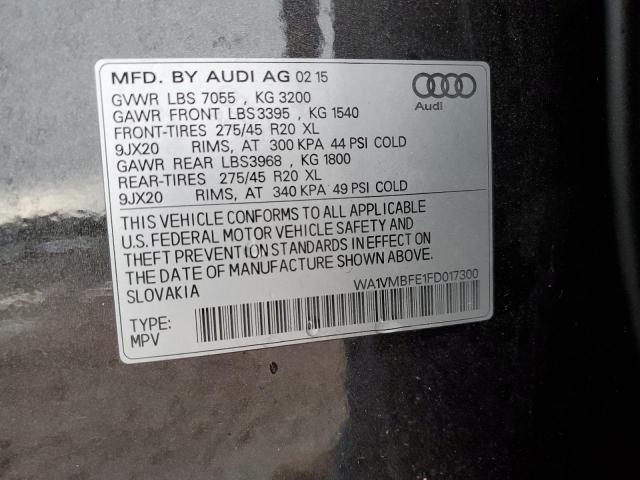 MFD. BY AUDI AG 02 15
GVWR LBS 7055 , KG 3200
GAWR FRONT LBS3395 , KG 1540
FRONT-TIRES 275/45 R20 XL
9JX20 RIMS, AT 300 KPA 44 PSI COLD
GAWR REAR LBS3968 , KG 1800
REAR-TIRES 275/45 R20 XL
9JX20 RIMS, AT 340 KPA 49 PSI COLD
Audi
THIS VEHICLE CONFORMS TO ALL APPLICABLE
U.S. FEDERAL MOTOR VEHICLE SAFETY AND
THEFT PREVENTION STANDARDS IN EFFECT ON
THE DATE OF MANUFACTURE SHOWN ABOVE.
SLOVAKIA
WA1VMBFE1FD017300
TYPE:
MPV